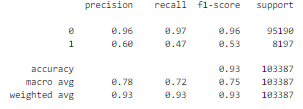 precision recall f1-score support
0 0.96 0.97 0.96 95190
1 0.60 0.47 0.53 8197
accuracy 0.93 103387
macro avg 0.78 0.72 0.75 103387
weighted avg 0.93 0.93 0.93 103387